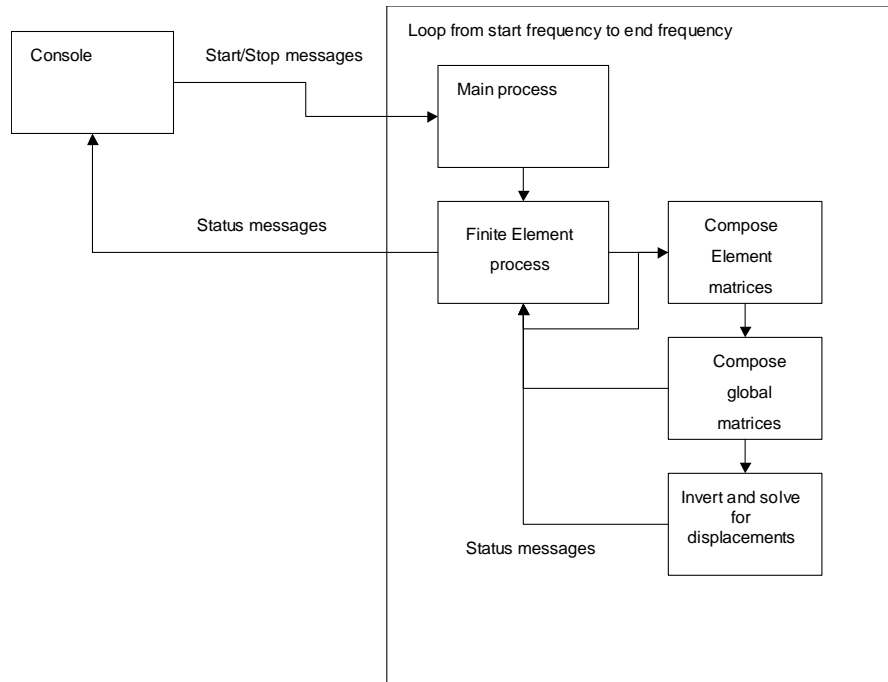 Loop from start frequency to end frequency
Console
Start/Stop messages
Main process
Status messages
Finite Element
process
Compose
Element
matrices
Compose
global
matrices
Invert and solve
for
displacements
Status messages